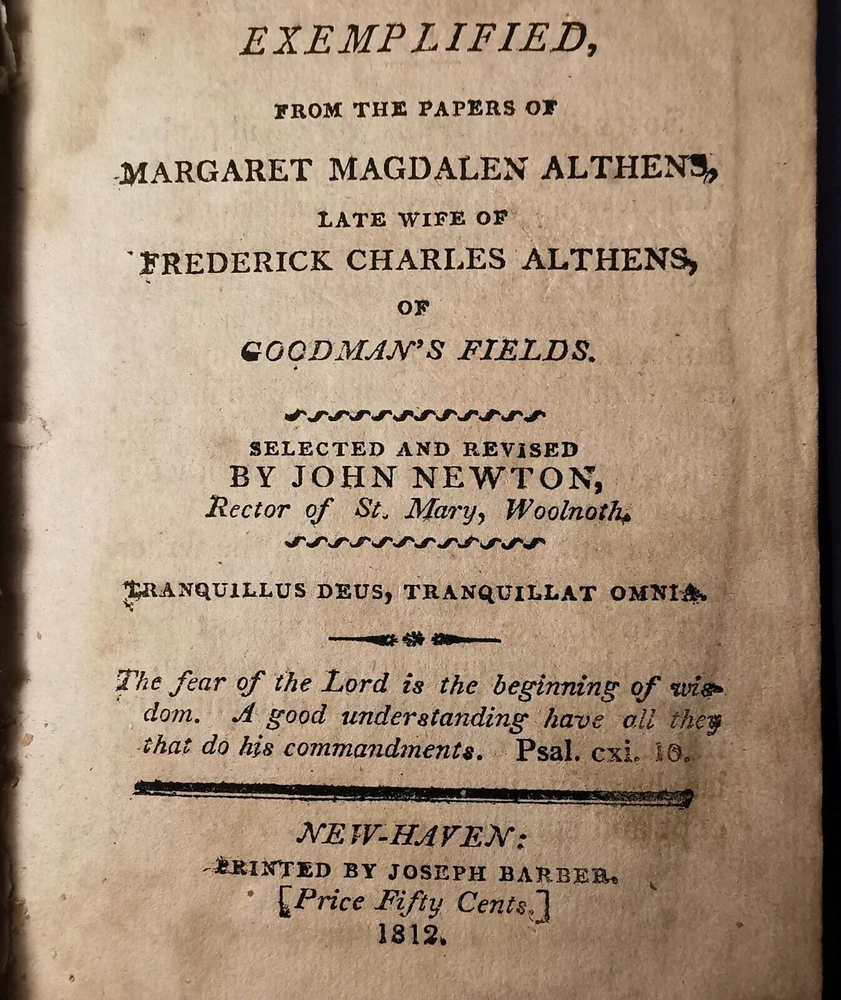 EXEMPLIFIED,
FROM THE PAPERS OF
MARGARET MAGDALEN ALTHENS,
LATE WIFE OF
FREDERICK CHARLES ALTHENS,
OF
GOODMAN'S FIELDS.
SELECTED AND REVISED
BY JOHN NEWTON,
Rector of St. Mary, Woolnoth.
TRANQUILLUS DEUS, TRANQUILLAT OMNIA.
The fear of the Lord is the beginning of wis-
dom. A good understanding have all they
that do his commandments. Psal. cxi. 10.
NEW-HAVEN:
PRINTED BY JOSEPH BARBER.
[Price Fifty Cents.]
1812.